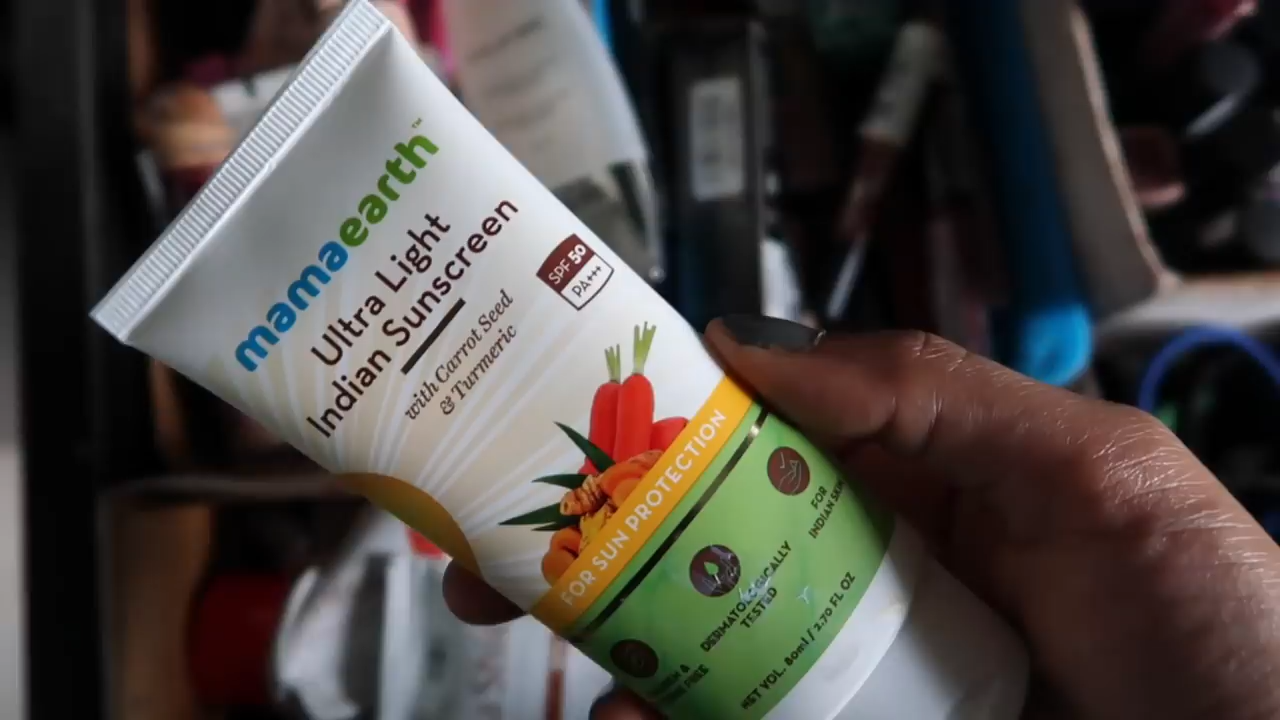 mamaearth™
Ultra Light
Indian Sunscreen
with Carrot Seed
& Turmeric
SPF 50
PA+++
FOR SUN PROTECTION
FOR
INDIAN SKIN
DERMATOLOGICALLY
TESTED
&
FREE
NET VOL. 80ml / 2.70 FL OZ